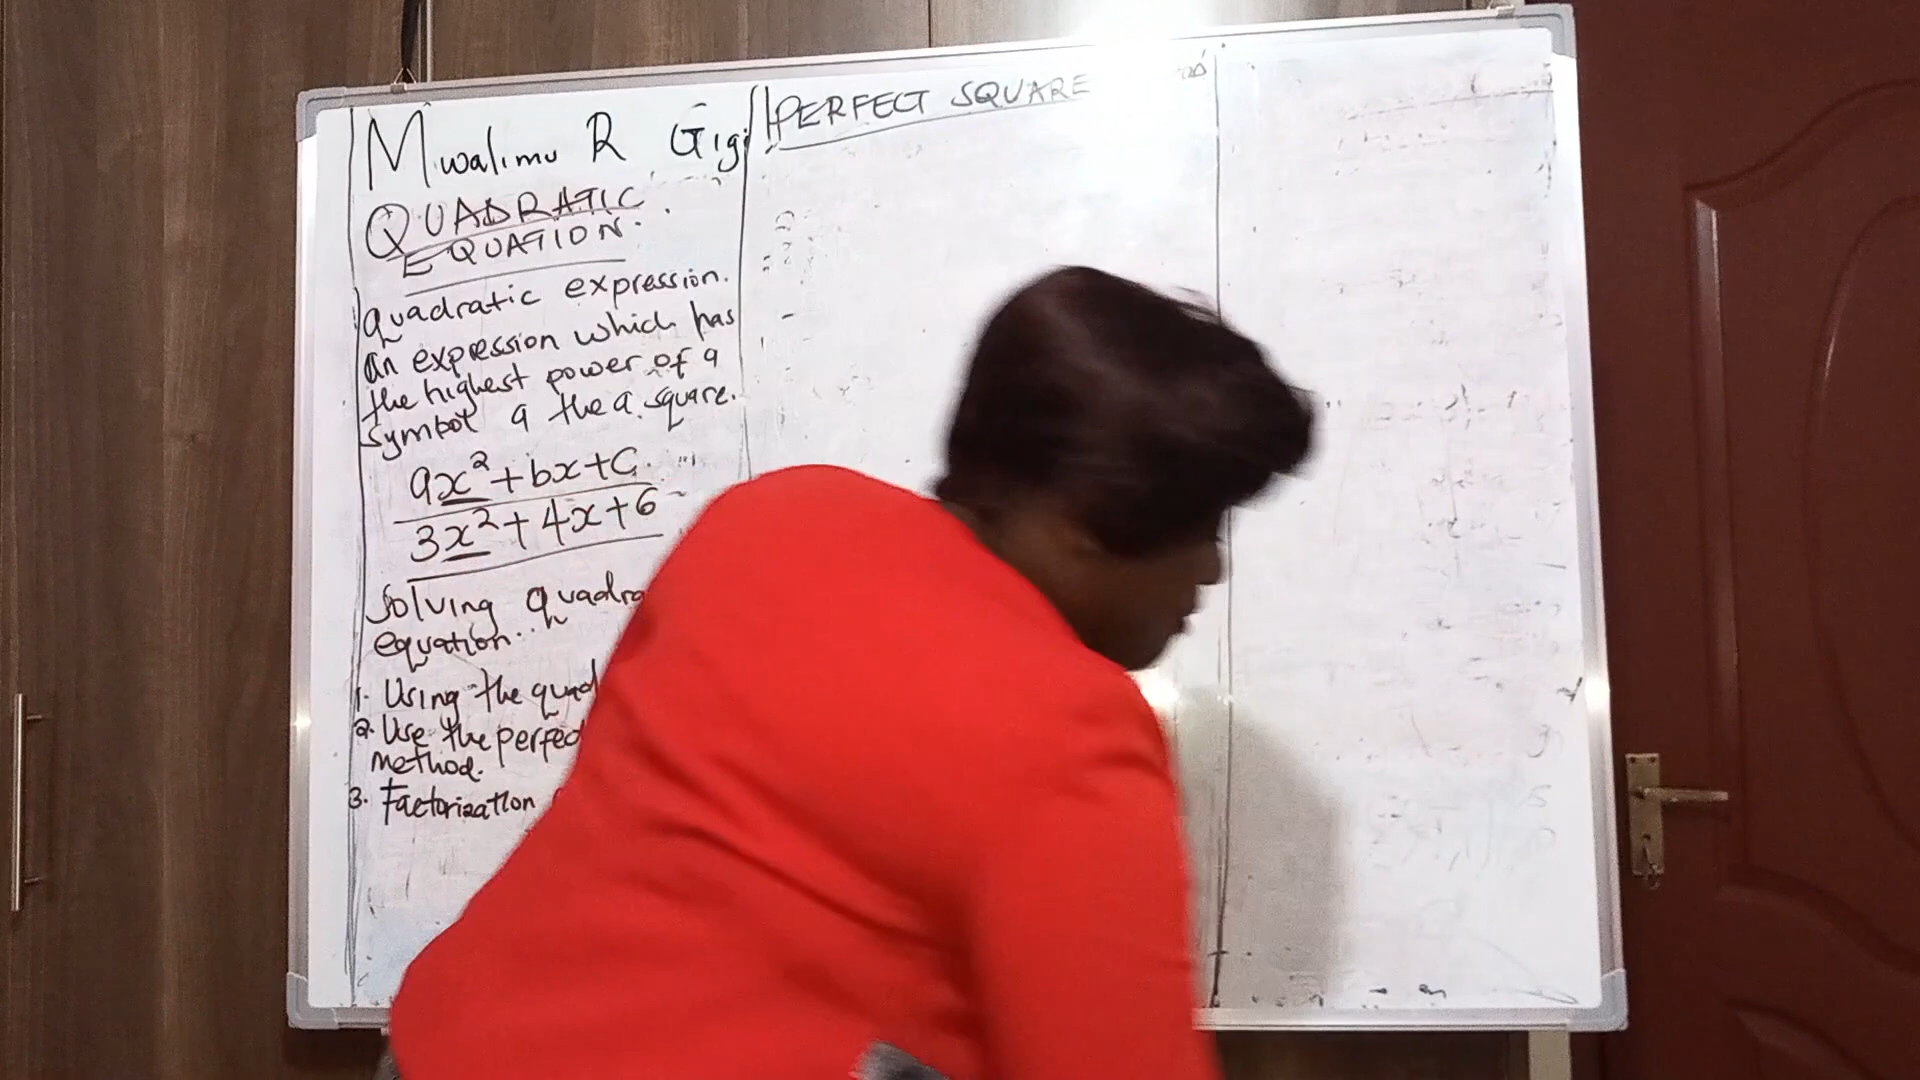 Mwalimu R Gigi
PERFECT SQUARE
QUADRATIC
EQUATION.
Quadratic expression.
an expression which has
the highest power of a
symbol a the a square.
ax²+bx+C
3x²+4x+6
Solving quadra
equation.
1. Using the quad
2. Use the perfec
method.
3. Factorization